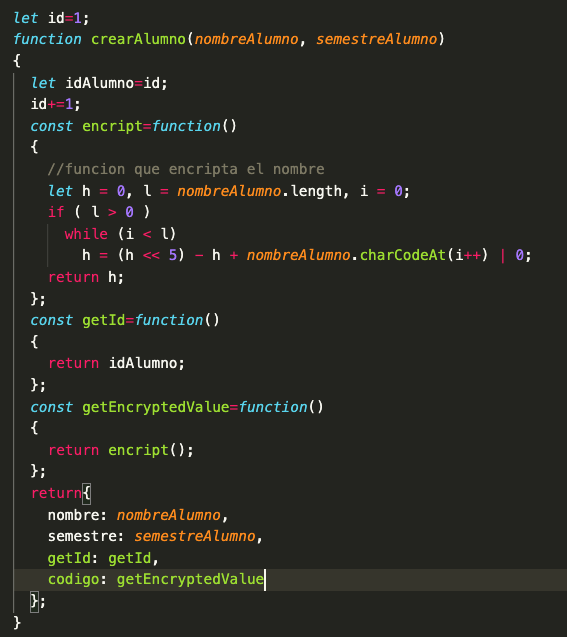 let id=1;
function crearAlumno(nombreAlumno, semestreAlumno)
{
  let idAlumno=id;
  id+=1;
  const encript=function()
  {
    //funcion que encripta el nombre
    let h = 0, l = nombreAlumno.length, i = 0;
    if ( l > 0 )
      while (i < l)
        h = (h << 5) - h + nombreAlumno.charCodeAt(i++) | 0;
    return h;
  };
  const getId=function()
  {
    return idAlumno;
  };
  const getEncryptedValue=function()
  {
    return encript();
  };
  return{
    nombre: nombreAlumno,
    semestre: semestreAlumno,
    getId: getId,
    codigo: getEncryptedValue
  };
}